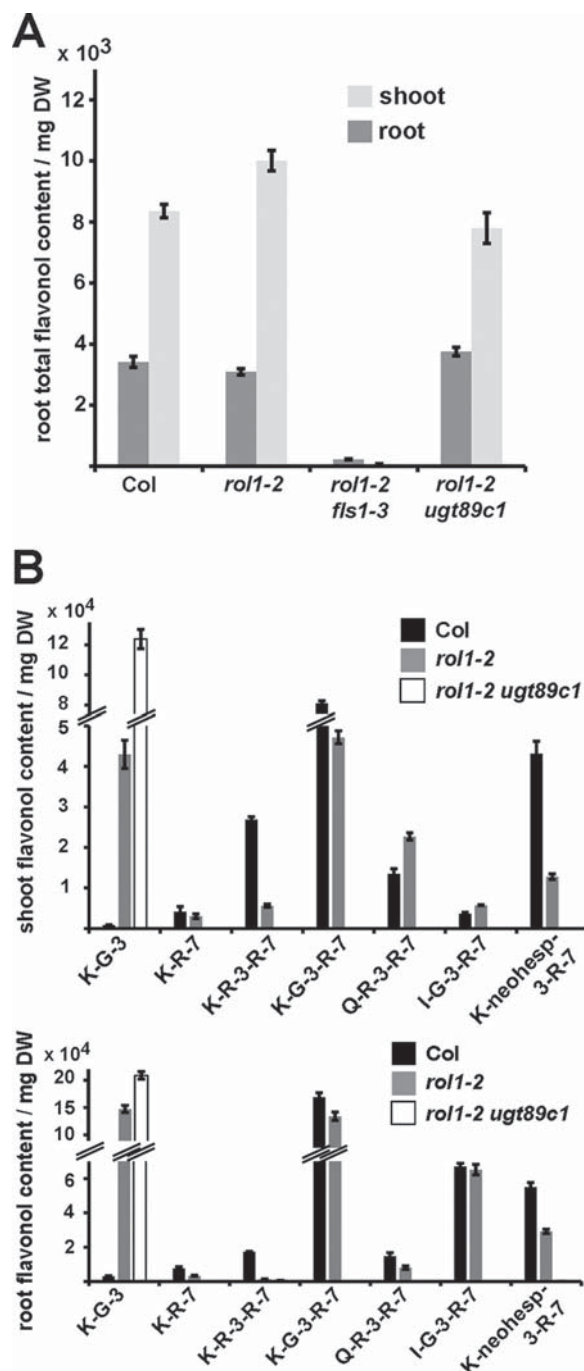 A
x 10³
root total flavonol content / mg DW
12
10
8
6
4
2
shoot
root
Col
rol1-2
rol1-2
fls1-3
rol1-2
ugt89c1
B
x 10⁴
shoot flavonol content / mg DW
12
10
8
5
4
3
2
1
Col
rol1-2
rol1-2 ugt89c1
K-G-3
K-R-7
K-R-3-R-7
K-G-3-R-7
Q-R-3-R-7
I-G-3-R-7
K-neohesp-
3-R-7
x 10⁴
root flavonol content / mg DW
20
15
10
6
4
2
Col
rol1-2
rol1-2 ugt89c1
K-G-3
K-R-7
K-R-3-R-7
K-G-3-R-7
Q-R-3-R-7
I-G-3-R-7
K-neohesp-
3-R-7